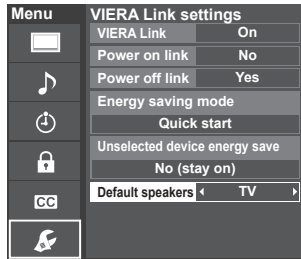 Menu
VIERA Link settings
VIERA Link On
Power on link No
Power off link Yes
Energy saving mode
Quick start
Unselected device energy save
No (stay on)
Default speakers TV
CC